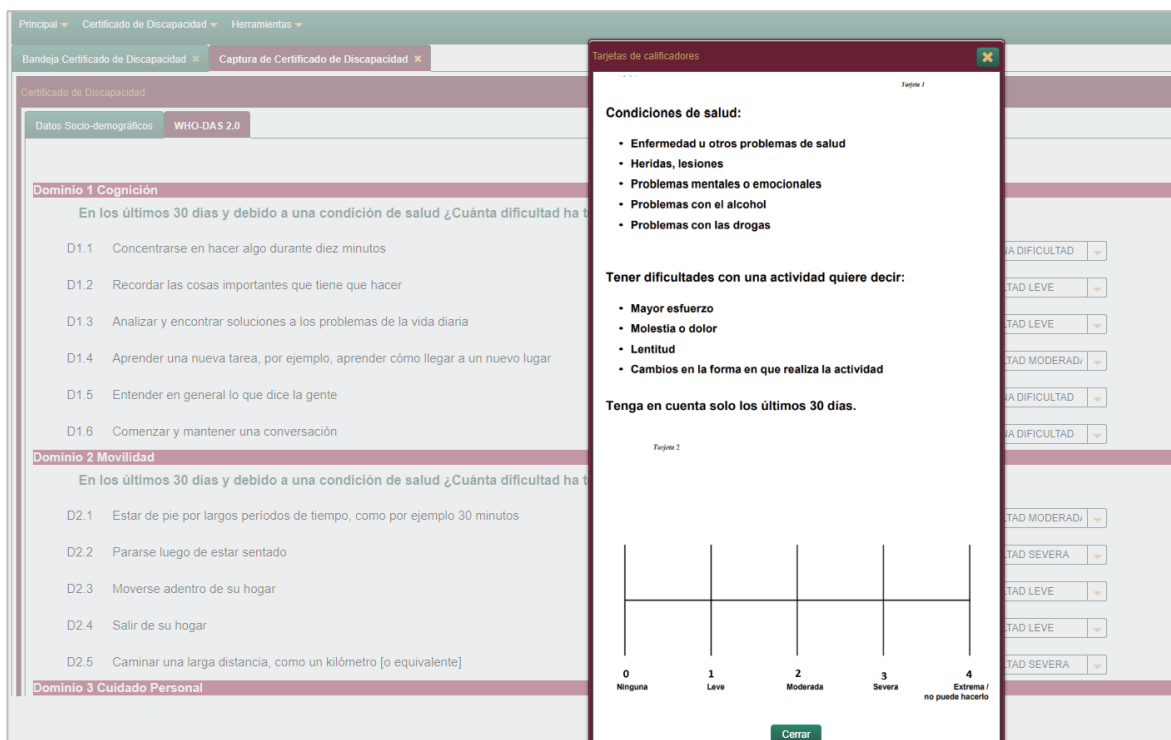 Principal Certificado de Discapacidad Herramientas
Bandeja Certificado de Discapacidad Captura de Certificado de Discapacidad
Certificado de Discapacidad
Datos Socio-demográficos WHO-DAS 2.0
Dominio 1 Cognición
En los últimos 30 días y debido a una condición de salud ¿Cuánta dificultad ha
D1.1 Concentrarse en hacer algo durante diez minutos DIFICULTAD
D1.2 Recordar las cosas importantes que tiene que hacer LEVE
D1.3 Analizar y encontrar soluciones a los problemas de la vida diaria LEVE
D1.4 Aprender una nueva tarea, por ejemplo, aprender cómo llegar a un nuevo lugar MODERADA
D1.5 Entender en general lo que dice la gente DIFICULTAD
D1.6 Comenzar y mantener una conversación DIFICULTAD
Dominio 2 Movilidad
En los últimos 30 días y debido a una condición de salud ¿Cuánta dificultad ha
D2.1 Estar de pie por largos períodos de tiempo, como por ejemplo 30 minutos MODERADA
D2.2 Pararse luego de estar sentado SEVERA
D2.3 Moverse adentro de su hogar LEVE
D2.4 Salir de su hogar LEVE
D2.5 Caminar una larga distancia, como un kilómetro [o equivalente] SEVERA
Dominio 3 Cuidado Personal
Tarjetas de calificadores
Tarjeta 1
Condiciones de salud:
• Enfermedad u otros problemas de salud
• Heridas, lesiones
• Problemas mentales o emocionales
• Problemas con el alcohol
• Problemas con las drogas
Tener dificultades con una actividad quiere decir:
• Mayor esfuerzo
• Molestia o dolor
• Lentitud
• Cambios en la forma en que realiza la actividad
Tenga en cuenta solo los últimos 30 días.
Tarjeta 2
0 1 2 3 4
Ninguna Leve Moderada Severa Extrema /
no puede hacerlo
Cerrar